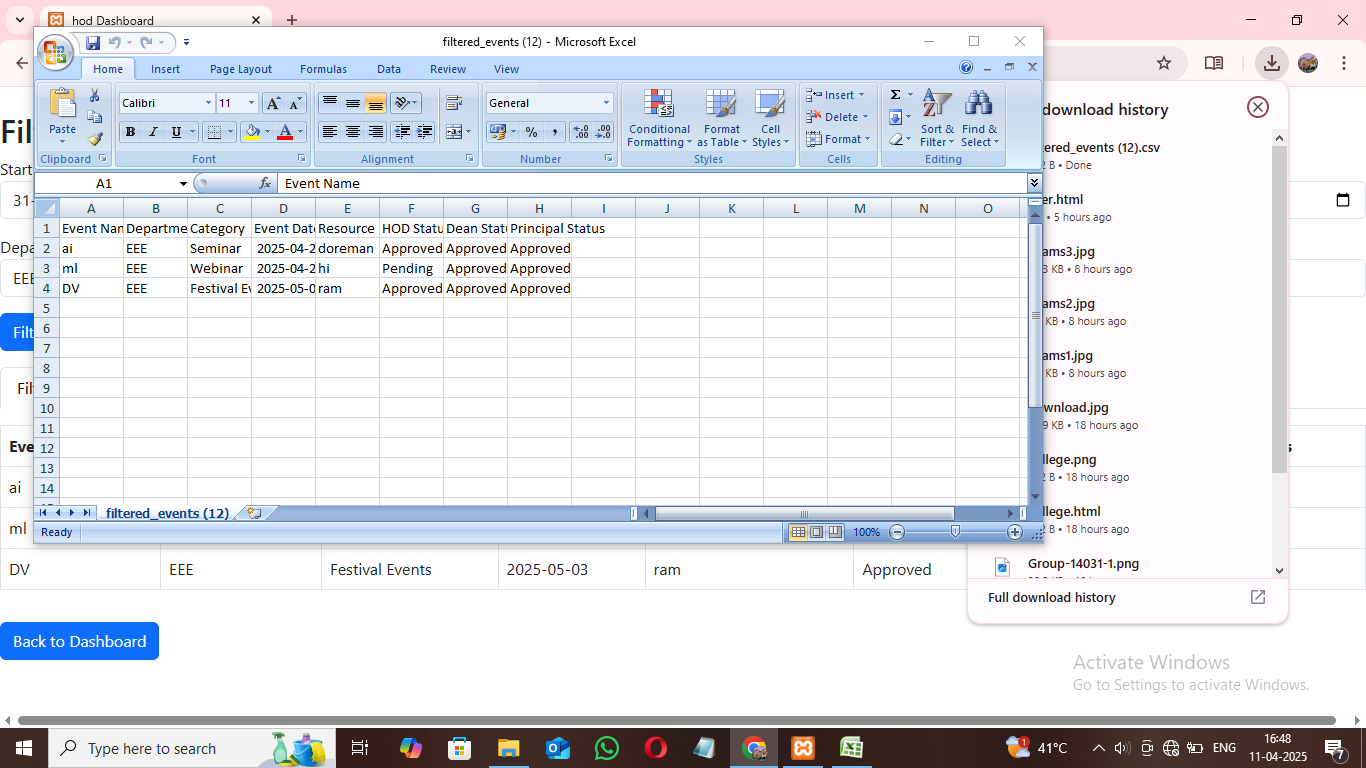 hod Dashboard
filtered_events (12) - Microsoft Excel
Home Insert Page Layout Formulas Data Review View
Paste
Calibri 11
General
Conditional Formatting
Format as Table
Cell Styles
Insert
Delete
Format
Sort & Filter
Find & Select
Clipboard Font Alignment Number Styles Cells Editing
A1 fx Event Name
A B C D E F G H I J K L M N O
1 Event Nan Departme Category Event Date Resource HOD Statu Dean Statu Principal Status
2 ai EEE Seminar 2025-04-2 doreman Approved Approved Approved
3 ml EEE Webinar 2025-04-2 hi Pending Approved Approved
4 DV EEE Festival Ev 2025-05-0 ram Approved Approved Approved
5
6
7
8
9
10
11
12
13
14
filtered_events (12)
Ready 100%
Filt
Start
31-
Depa
EEE
Filt
Fil
Eve
ai
ml
DV EEE Festival Events 2025-05-03 ram Approved
Back to Dashboard
download history
tered_events (12).csv
2 B • Done
er.html
• 5 hours ago
ams3.jpg
3 KB • 8 hours ago
ams2.jpg
KB • 8 hours ago
ams1.jpg
KB • 8 hours ago
wnload.jpg
9 KB • 18 hours ago
llege.png
2 B • 18 hours ago
llege.html
2 B • 18 hours ago
Group-14031-1.png
Full download history
Activate Windows
Go to Settings to activate Windows.
Type here to search
41°C
ENG
16:48
11-04-2025
7